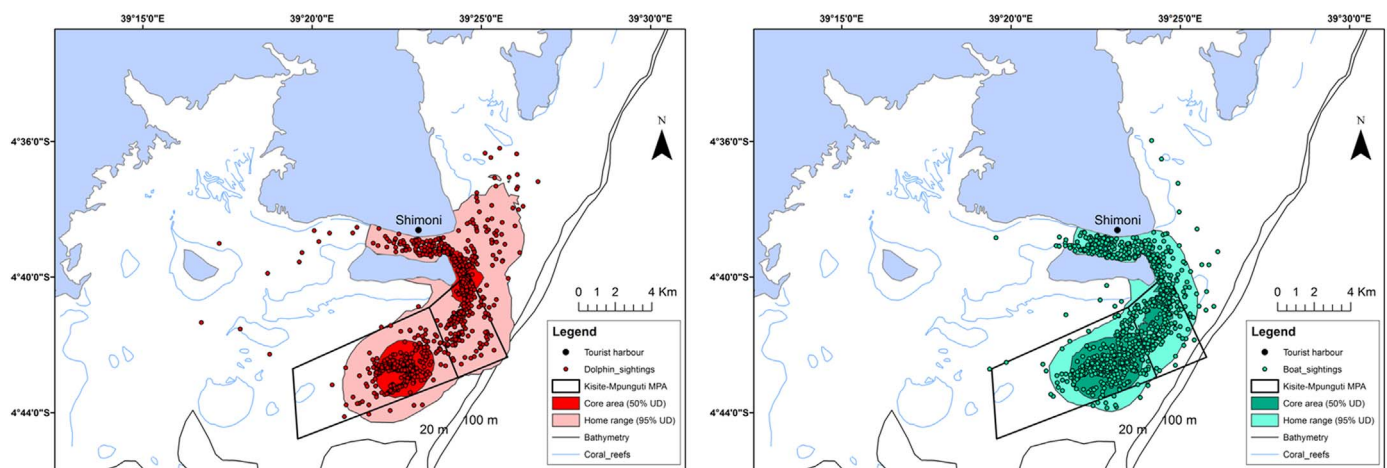 39°15'0"E 39°20'0"E 39°25'0"E 39°30'0"E
4°36'0"S
4°40'0"S
4°44'0"S
N
Shimoni
0 1 2 4 Km
Legend
Tourist harbour
Dolphin_sightings
Kisite-Mpunguti MPA
Core area (50% UD)
Home range (95% UD)
Bathymetry
Coral_reefs
20 m 100 m
39°15'0"E 39°20'0"E 39°25'0"E 39°30'0"E
4°36'0"S
4°40'0"S
4°44'0"S
N
Shimoni
0 1 2 4 Km
Legend
Tourist harbour
Boat_sightings
Kisite-Mpunguti MPA
Core area (50% UD)
Home range (95% UD)
Bathymetry
Coral_reefs
20 m 100 m